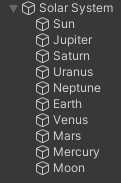 Solar System
Sun
Jupiter
Saturn
Uranus
Neptune
Earth
Venus
Mars
Mercury
Moon